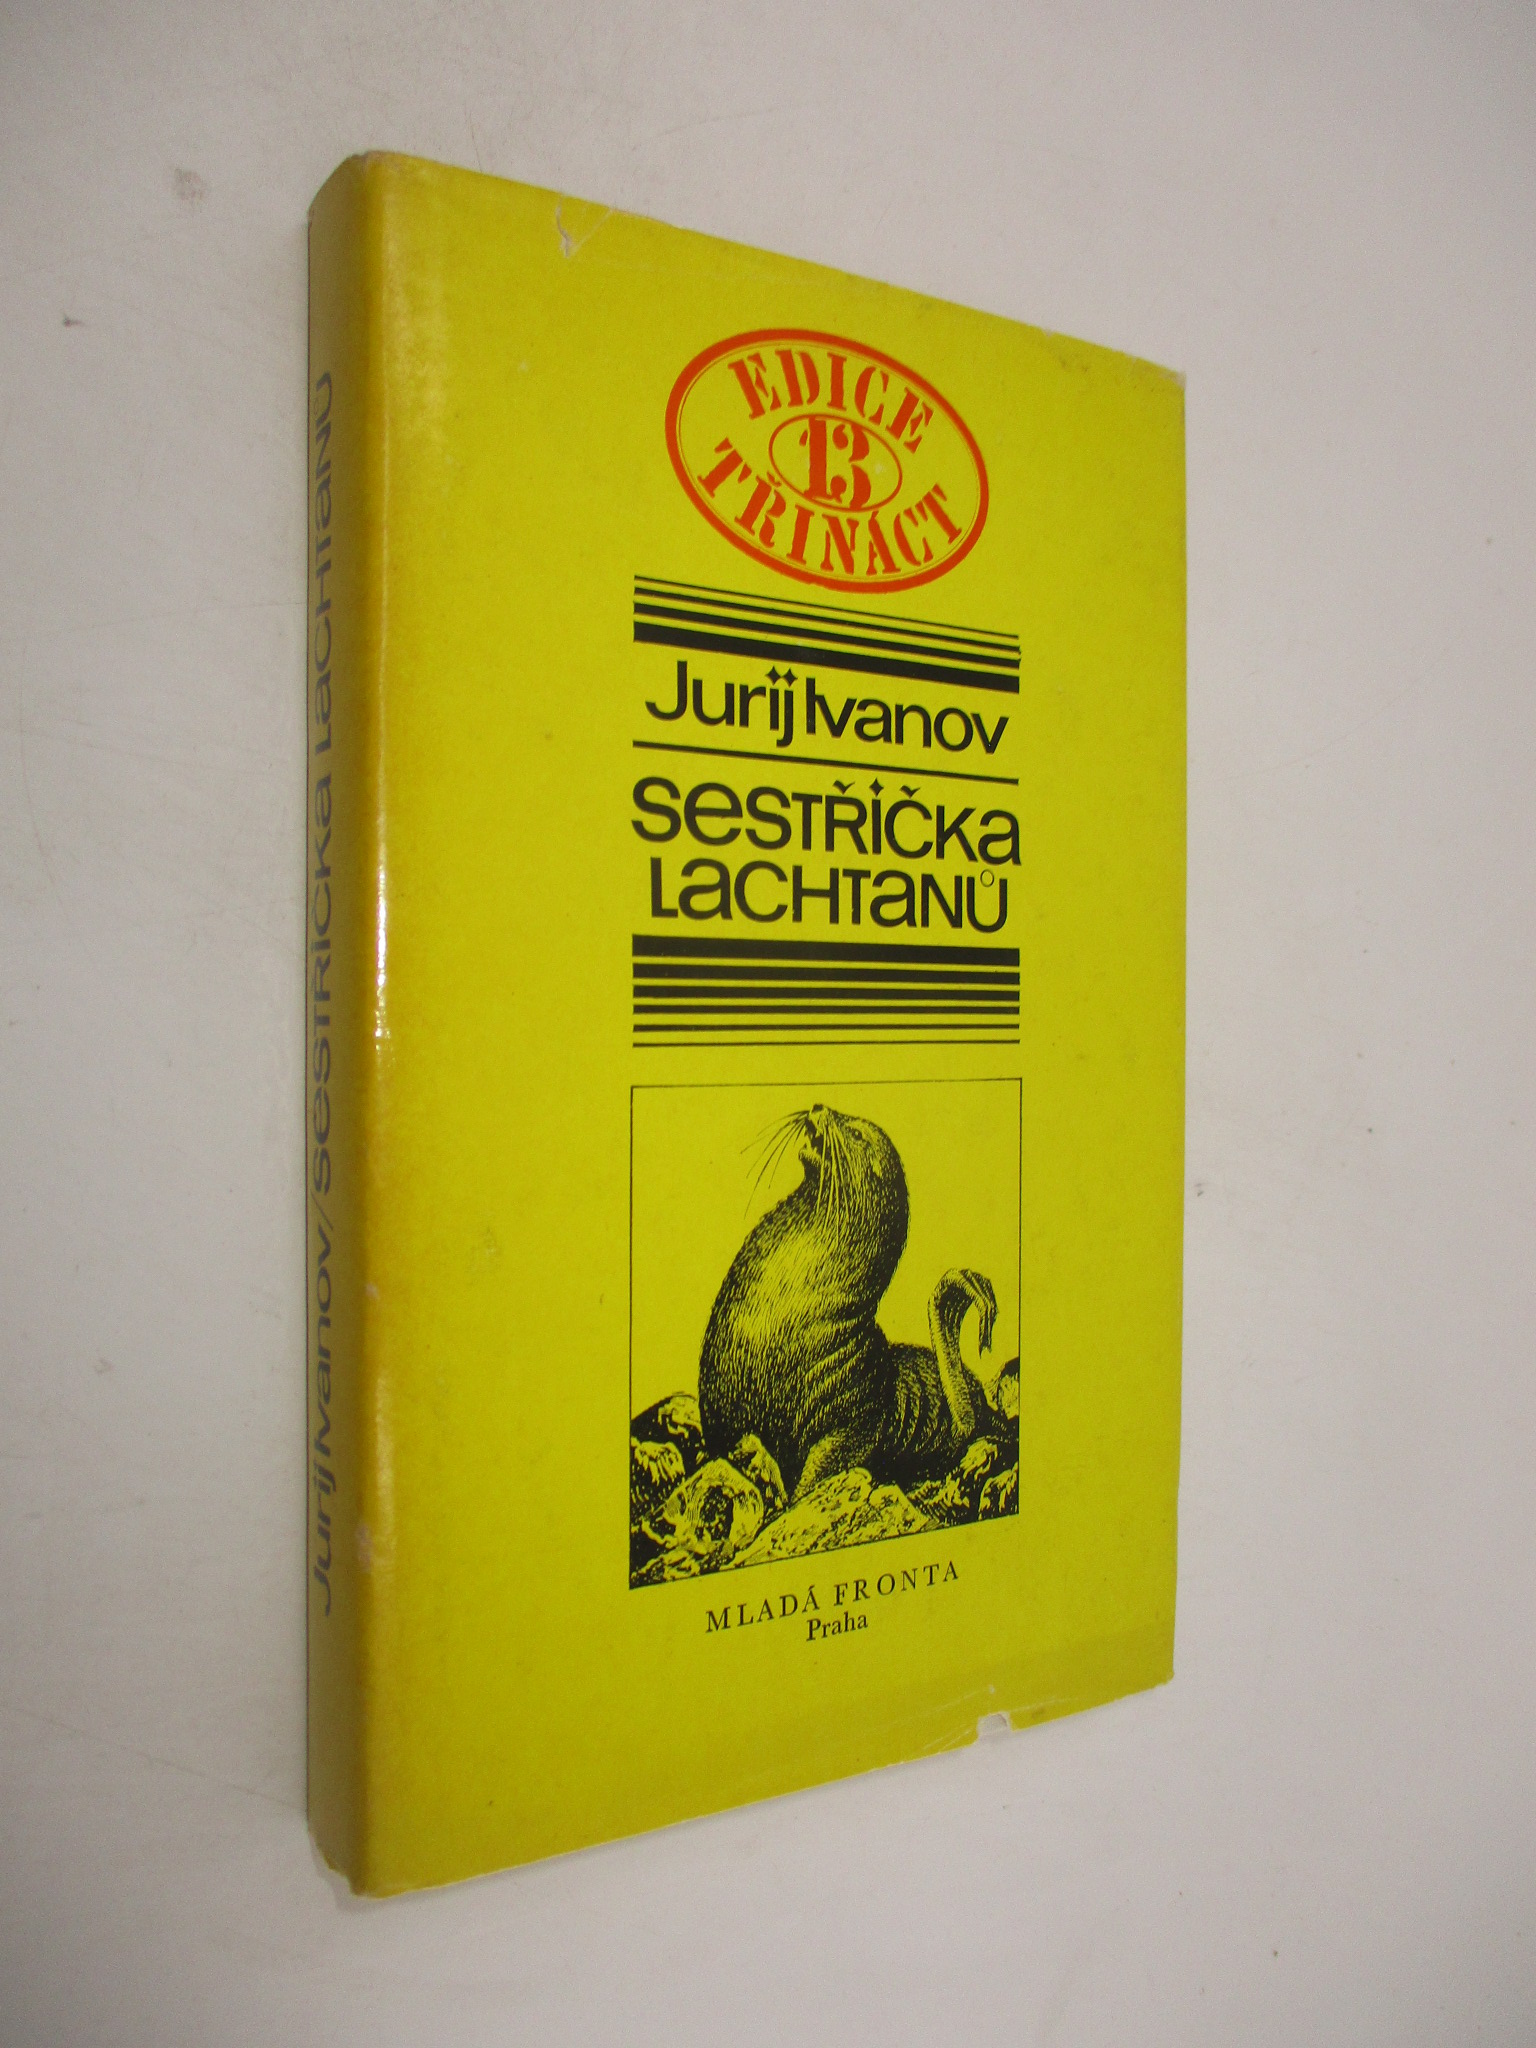 EDICE
13
TŘINÁCT
Jurij Ivanov
SESTŘIČKA
LACHTANŮ
MLADÁ FRONTA
Praha
Jurij Ivanov/SESTŘIČKA LACHTANŮ